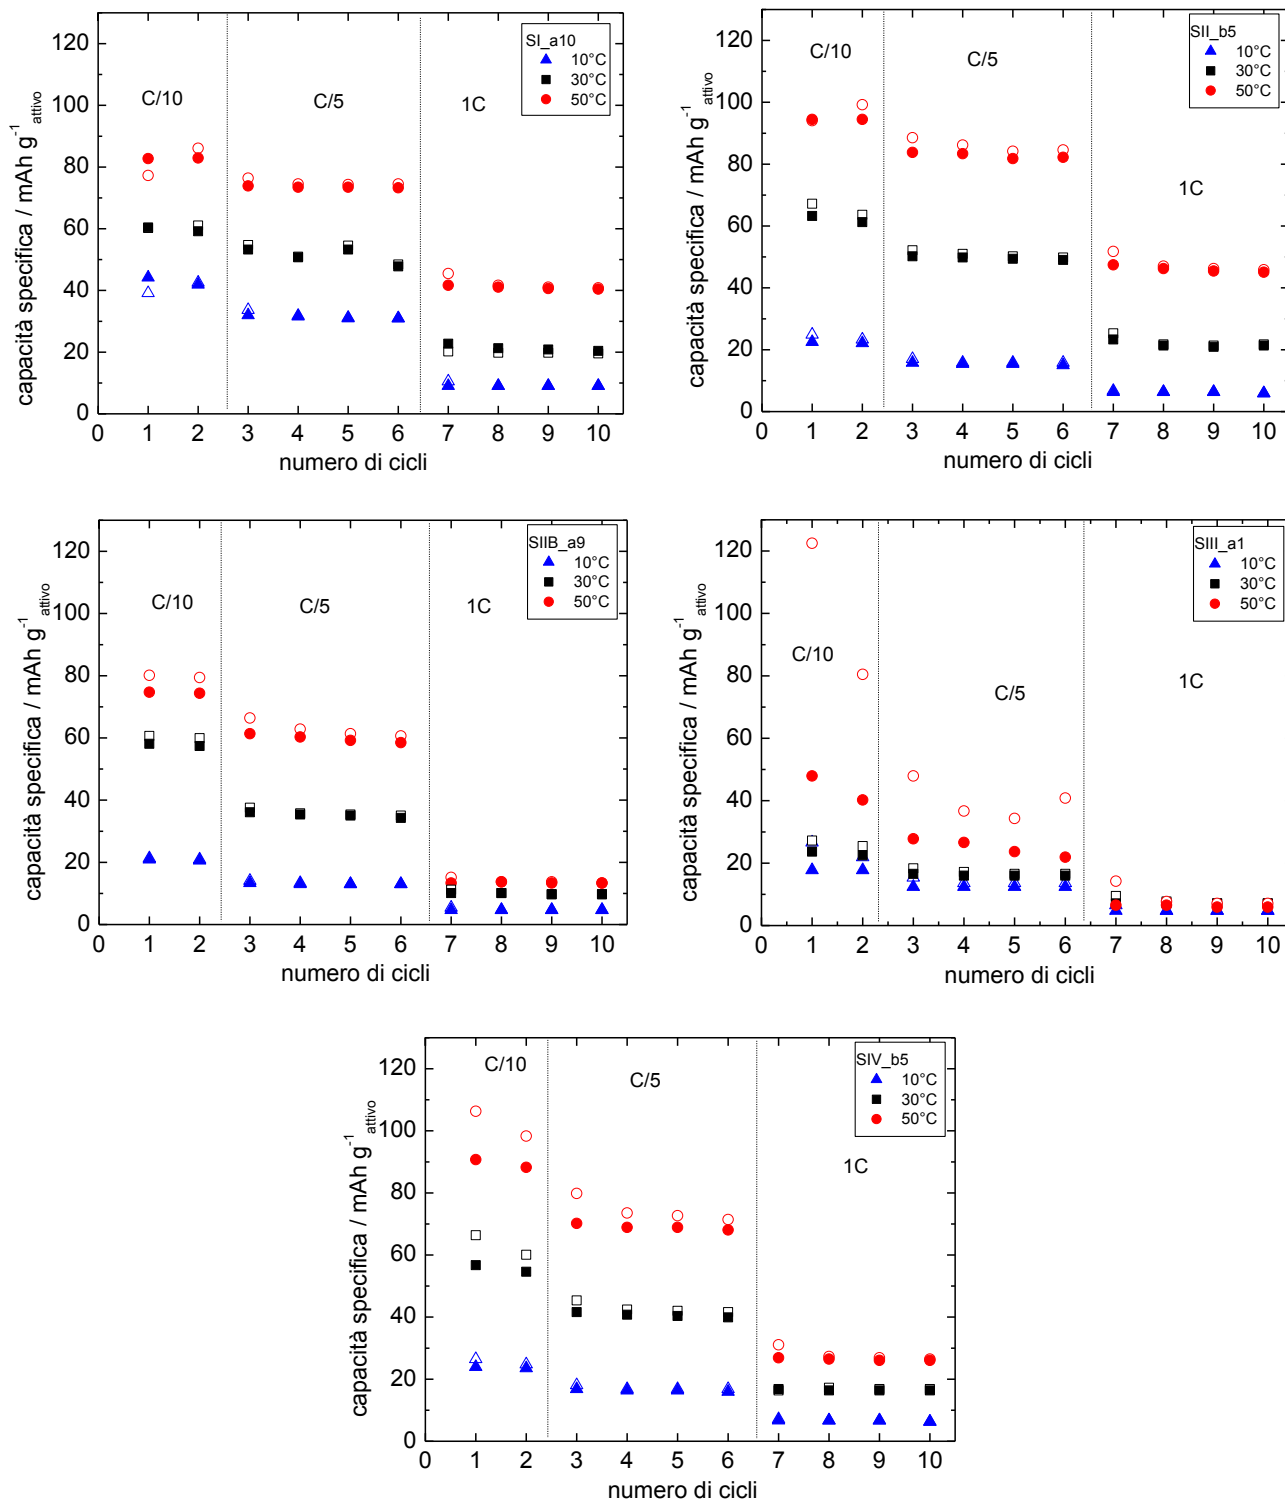 SI_a10
10°C
30°C
50°C
C/10
C/5
1C
120
100
80
60
40
20
0
capacità specifica / mAh g-1 attivo
0 1 2 3 4 5 6 7 8 9 10
numero di cicli
SII_b5
10°C
30°C
50°C
C/10
C/5
1C
120
100
80
60
40
20
0
capacità specifica / mAh g-1 attivo
0 1 2 3 4 5 6 7 8 9 10
numero di cicli
SIIB_a9
10°C
30°C
50°C
C/10
C/5
1C
120
100
80
60
40
20
0
capacità specifica / mAh g-1 attivo
0 1 2 3 4 5 6 7 8 9 10
numero di cicli
SIII_a1
10°C
30°C
50°C
C/10
C/5
1C
120
100
80
60
40
20
0
capacità specifica / mAh g-1 attivo
0 1 2 3 4 5 6 7 8 9 10
numero di cicli
SIV_b5
10°C
30°C
50°C
C/10
C/5
1C
120
100
80
60
40
20
0
capacità specifica / mAh g-1 attivo
0 1 2 3 4 5 6 7 8 9 10
numero di cicli